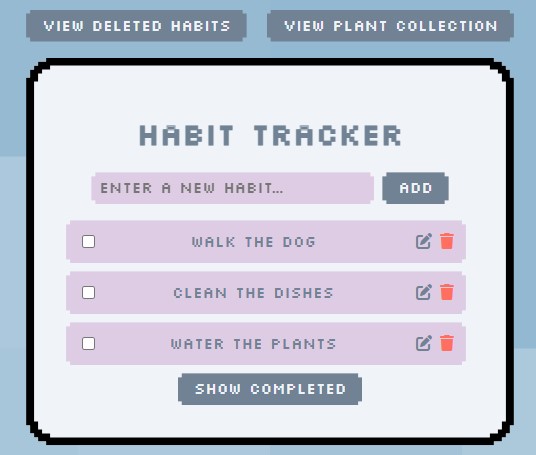 VIEW DELETED HABITS
VIEW PLANT COLLECTION
HABIT TRACKER
ENTER A NEW HABIT...
ADD
WALK THE DOG
CLEAN THE DISHES
WATER THE PLANTS
SHOW COMPLETED